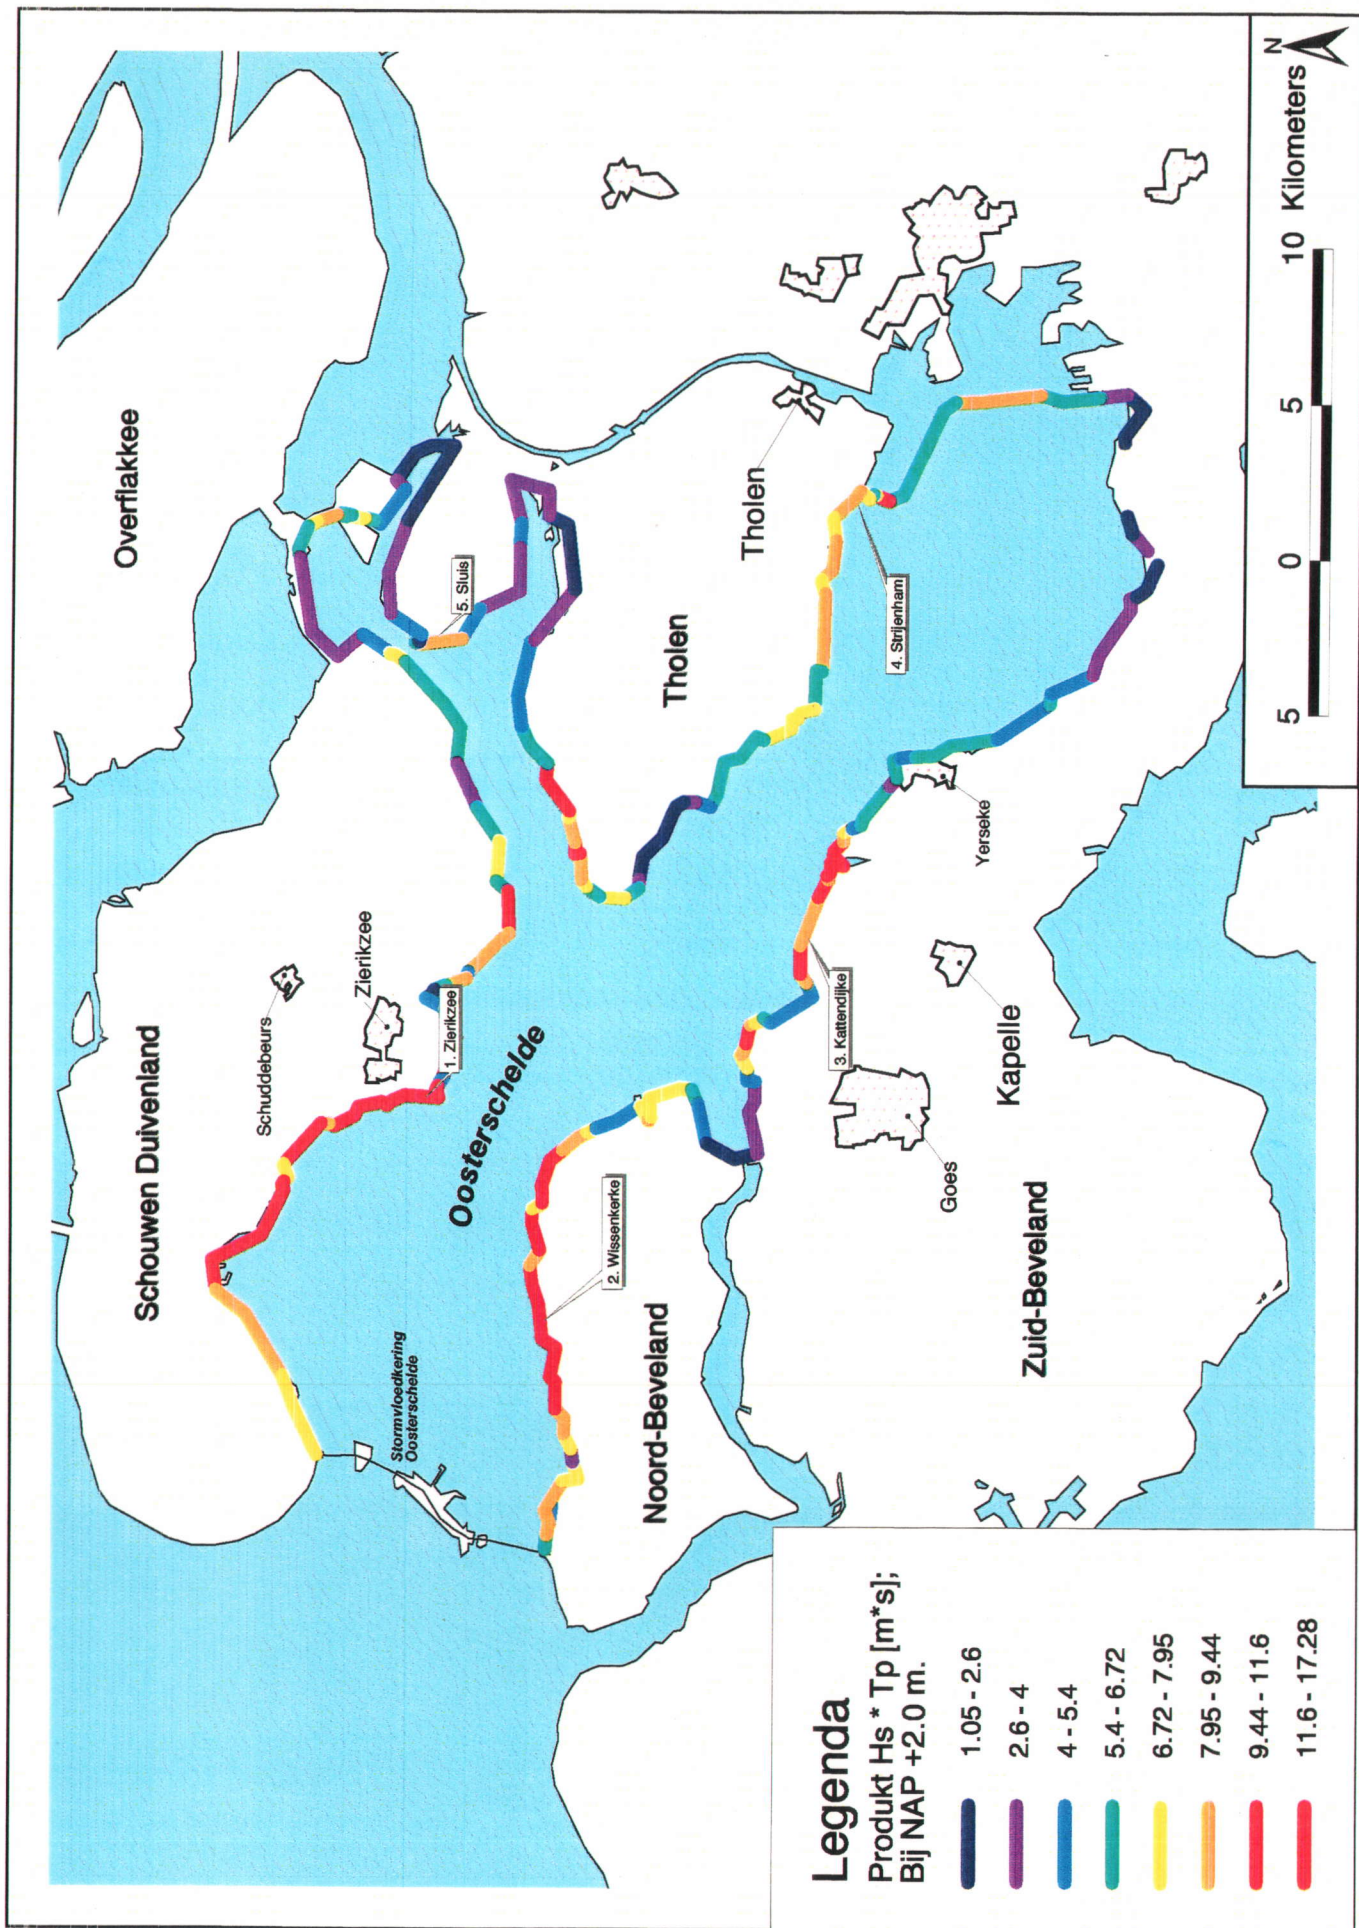 Overflakkee
Schouwen Duivenland
Schuddebeurs
Zierikzee
1. Zierikzee
5. Sluis
Oosterschelde
Stormvloedkering
Oosterschelde
2. Wissenkerke
Noord-Beveland
Tholen
Tholen
4. Strijenham
3. Kattendijke
Yerseke
Kapelle
Goes
Zuid-Beveland
N
5 0 5 10 Kilometers
Legenda
Produkt Hs * Tp [m*s];
Bij NAP +2.0 m.
1.05 - 2.6
2.6 - 4
4 - 5.4
5.4 - 6.72
6.72 - 7.95
7.95 - 9.44
9.44 - 11.6
11.6 - 17.28